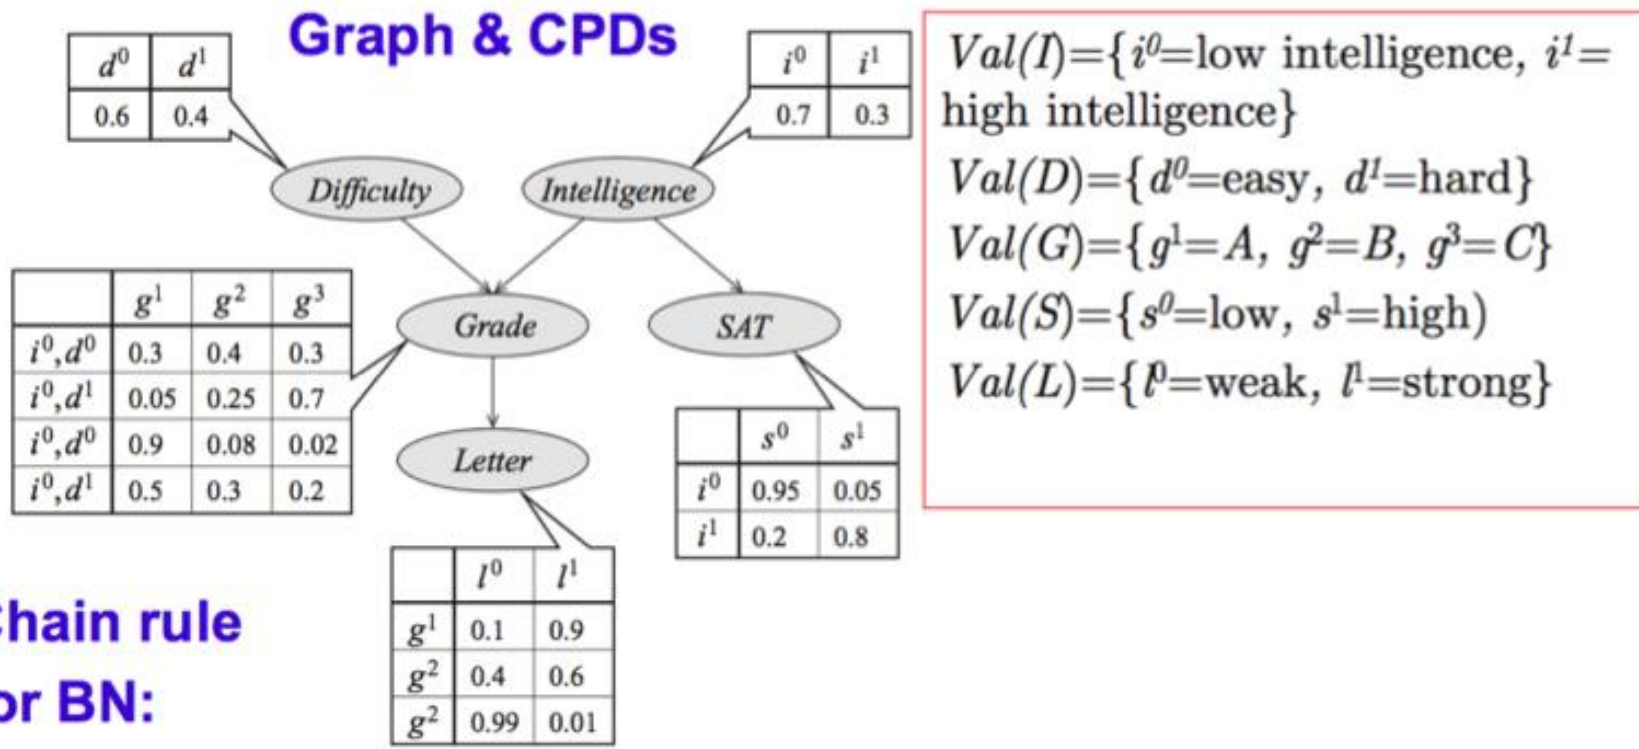 Graph & CPDs
d⁰ d¹
0.6 0.4
i⁰ i¹
0.7 0.3
Val(I)={i⁰=low intelligence, i¹=
high intelligence}
Val(D)={d⁰=easy, d¹=hard}
Val(G)={g¹=A, g²=B, g³=C}
Val(S)={s⁰=low, s¹=high)
Val(L)={l⁰=weak, l¹=strong}
Difficulty
Intelligence
g¹ g² g³
i⁰,d⁰ 0.3 0.4 0.3
i⁰,d¹ 0.05 0.25 0.7
i⁰,d⁰ 0.9 0.08 0.02
i⁰,d¹ 0.5 0.3 0.2
Grade
SAT
Letter
s⁰ s¹
i⁰ 0.95 0.05
i¹ 0.2 0.8
l⁰ l¹
g¹ 0.1 0.9
g² 0.4 0.6
g² 0.99 0.01
hain rule
or BN: